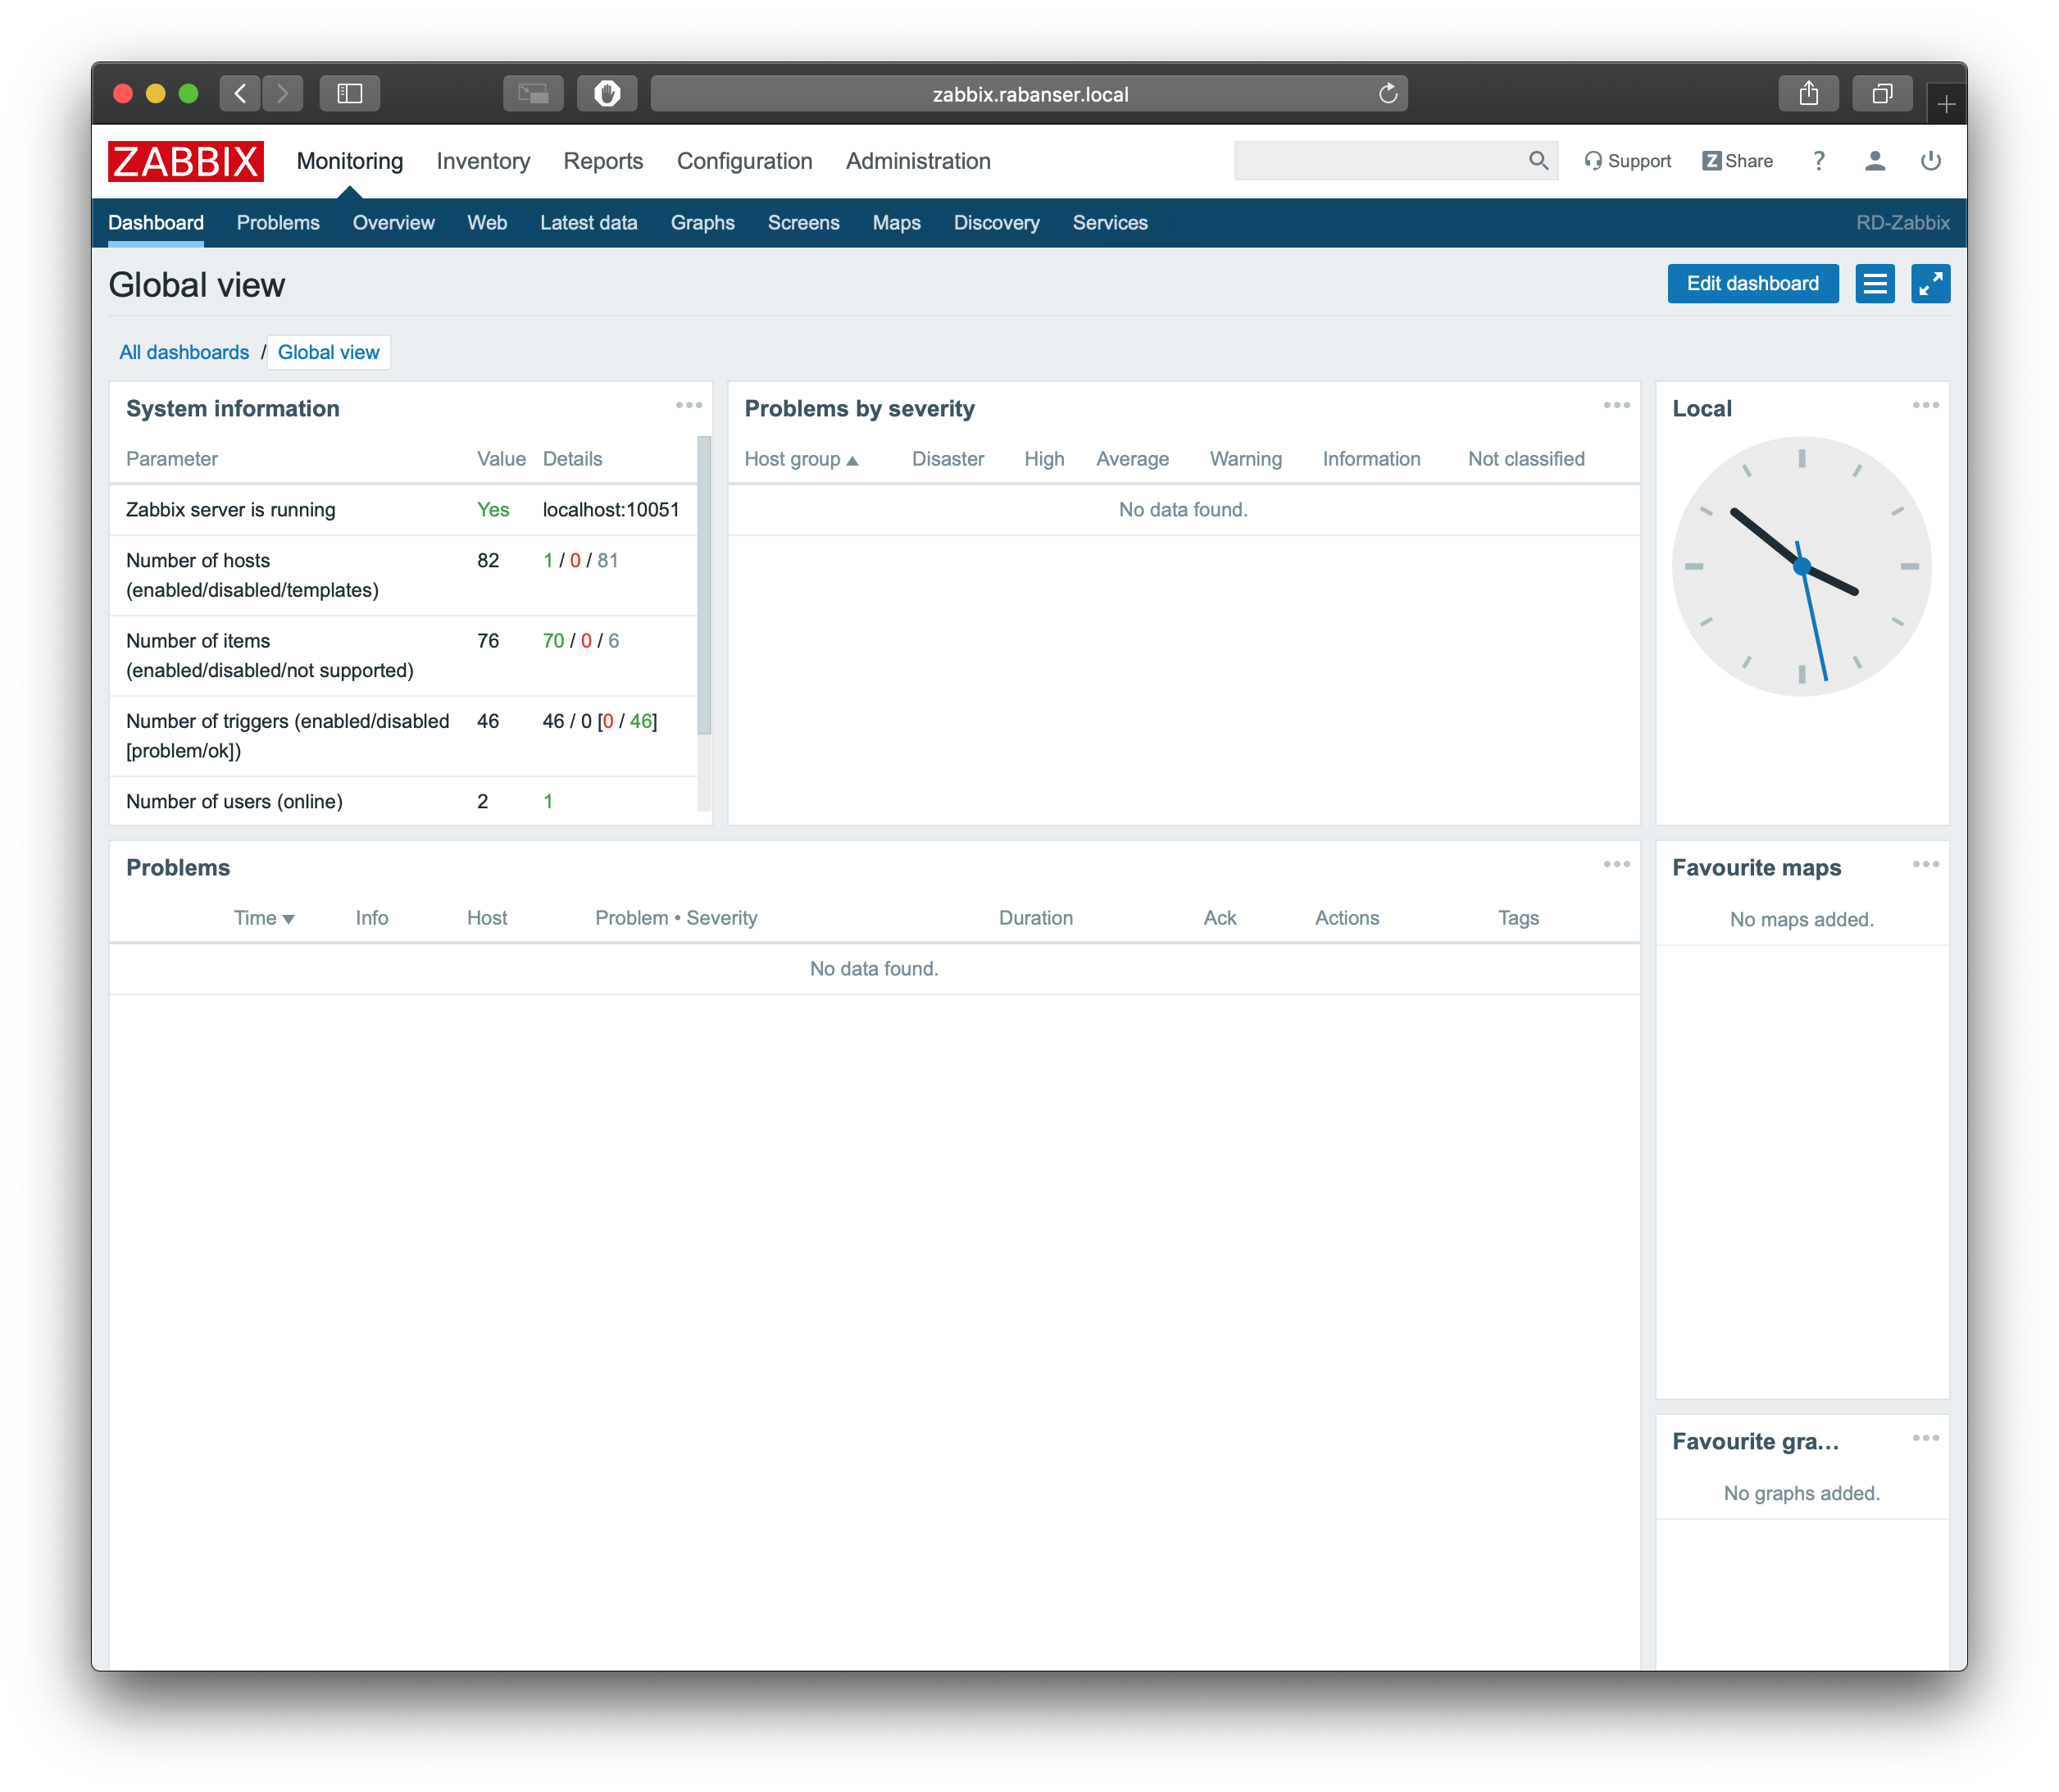 zabbix.rabanser.local
ZABBIX Monitoring Inventory Reports Configuration Administration Support Z Share ?
Dashboard Problems Overview Web Latest data Graphs Screens Maps Discovery Services RD-Zabbix
Global view Edit dashboard
All dashboards / Global view
System information
Parameter Value Details
Zabbix server is running Yes localhost:10051
Number of hosts 82 1 / 0 / 81
(enabled/disabled/templates)
Number of items 76 70 / 0 / 6
(enabled/disabled/not supported)
Number of triggers (enabled/disabled 46 46 / 0 [0 / 46]
[problem/ok])
Number of users (online) 2 1
Problems by severity
Host group ▲ Disaster High Average Warning Information Not classified
No data found.
Local
Problems
Time ▼ Info Host Problem • Severity Duration Ack Actions Tags
No data found.
Favourite maps
No maps added.
Favourite gra...
No graphs added.